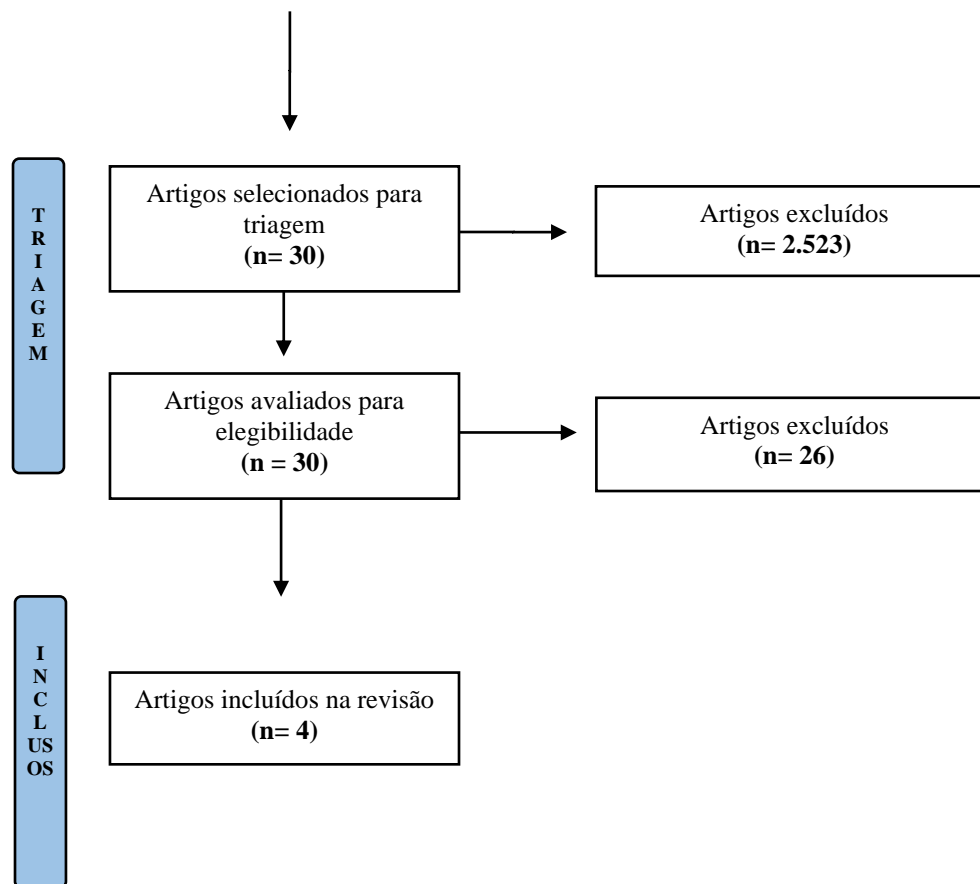 T
R
I
A
G
E
M
Artigos selecionados para
triagem
(n= 30)
Artigos excluídos
(n= 2.523)
Artigos avaliados para
elegibilidade
(n = 30)
Artigos excluídos
(n= 26)
I
N
C
L
US
OS
Artigos incluídos na revisão
(n= 4)